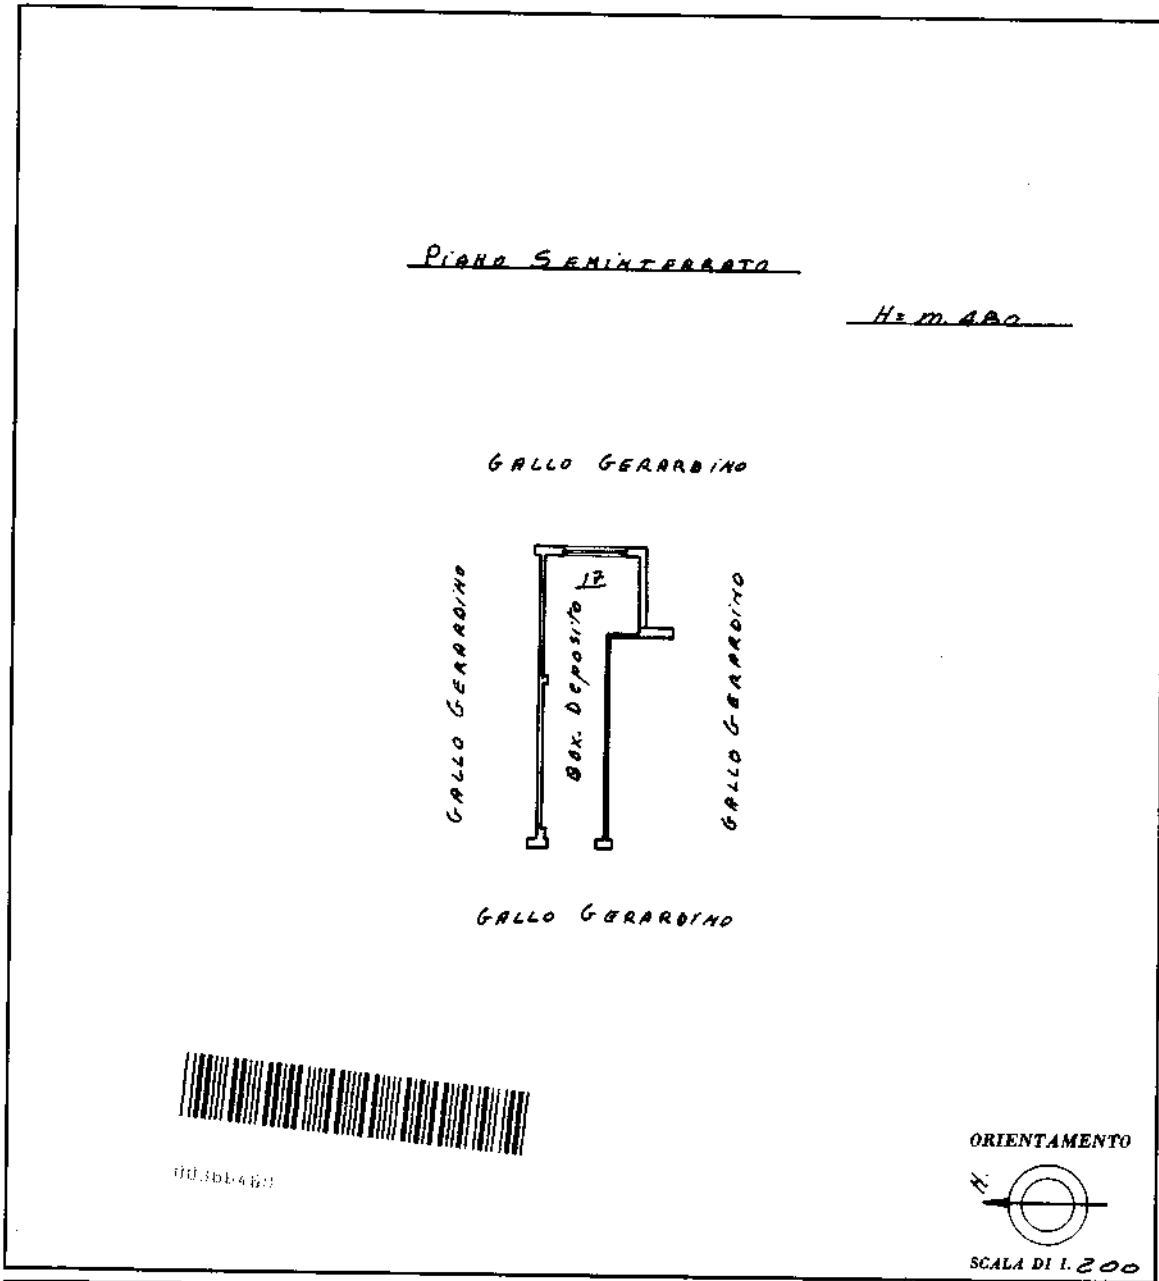 PIANO SEMINTERRATO
H= m. 4.80
GALLO GERARDINO
17
BOX. DEPOSITO
GALLO GERARDINO
GALLO GERARDINO
GALLO GERARDINO
ORIENTAMENTO
N.
SCALA DI 1. 200